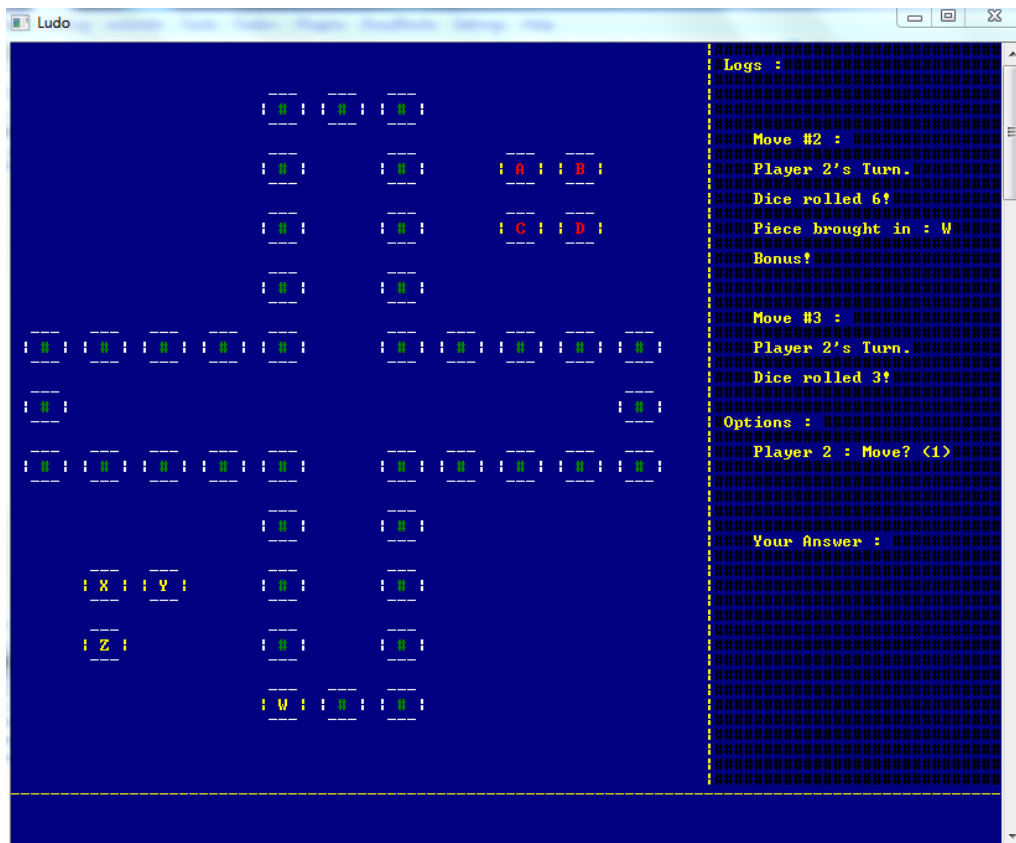 Ludo
Logs :
Move #2 :
Player 2's Turn.
Dice rolled 6!
Piece brought in : W
Bonus!
Move #3 :
Player 2's Turn.
Dice rolled 3!
Options :
Player 2 : Move? (1)
Your Answer :
| # | | # | | # |
| # | | # | | A | | B |
| # | | # | | C | | D |
| # | | # |
| # | | # | | # | | # | | # | | # | | # | | # | | # | | # |
| # | | # |
| # | | # | | # | | # | | # | | # | | # | | # | | # | | # |
| # | | # |
| X | | Y | | # | | # |
| Z | | # | | # |
| W | | # | | # |